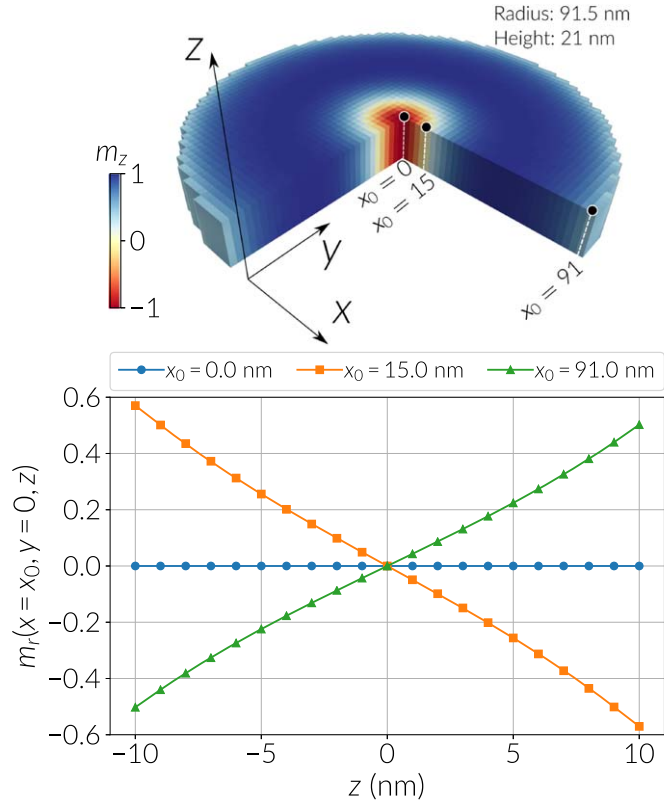 Radius: 91.5 nm
Height: 21 nm
z
m_z
1
0
−1
x₀ = 0
x₀ = 15
x₀ = 91
y
x
x₀ = 0.0 nm
x₀ = 15.0 nm
x₀ = 91.0 nm
m_r(x = x₀, y = 0, z)
0.6
0.4
0.2
0.0
−0.2
−0.4
−0.6
−10
−5
0
5
10
z (nm)